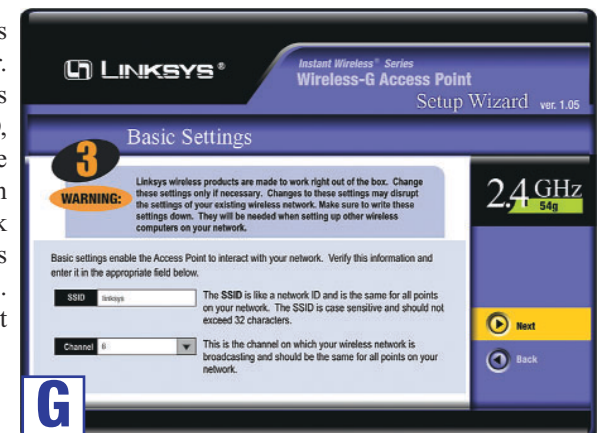 LINKSYS®
Instant Wireless® Series
Wireless-G Access Point
Setup Wizard ver. 1.05
Basic Settings
3
WARNING:
Linksys wireless products are made to work right out of the box. Change
these settings only if necessary. Changes to these settings may disrupt
the settings of your existing wireless network. Make sure to write these
settings down. They will be needed when setting up other wireless
computers on your network.
2.4 GHz
54g
Basic settings enable the Access Point to interact with your network. Verify this information and
enter it in the appropriate field below.
SSID linksys
The SSID is like a network ID and is the same for all points
on your network. The SSID is case sensitive and should not
exceed 32 characters.
Channel 6
This is the channel on which your wireless network is
broadcasting and should be the same for all points on your
network.
Next
Back
G